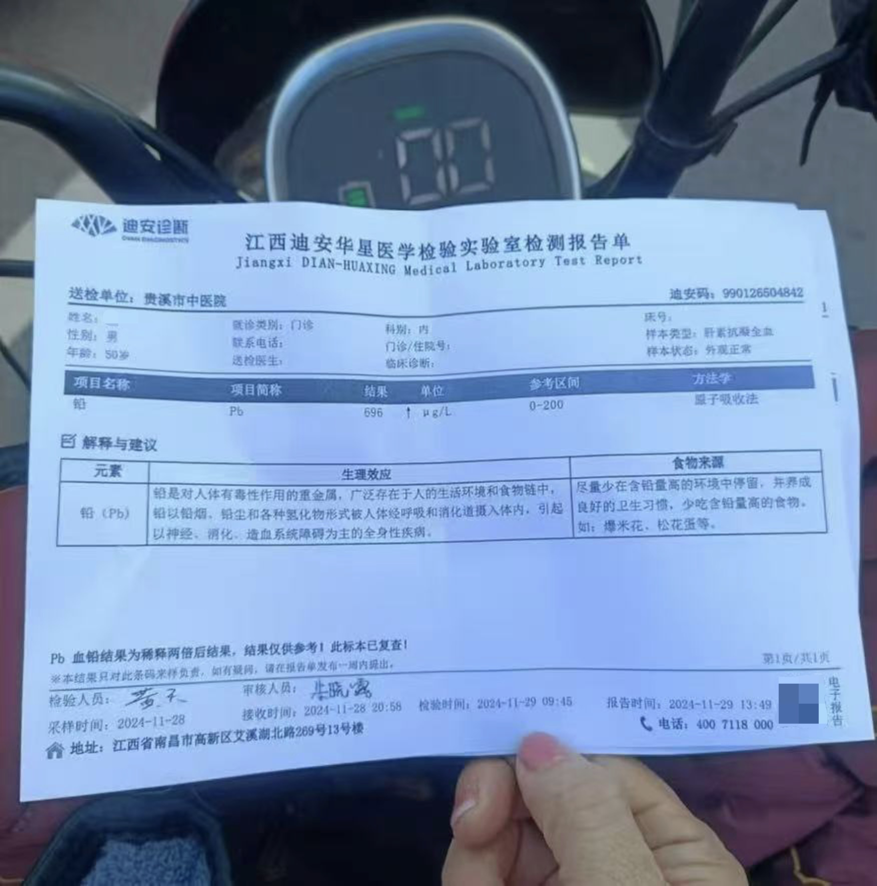 00
迪安诊断
DIAN DIAGNOSTICS
江西迪安华星医学检验实验室检测报告单
Jiangxi DIAN-HUAXING Medical Laboratory Test Report
送检单位：贵溪市中医院 迪安码：990126504842
姓名： 就诊类别：门诊 科别：内 床号：
性别：男 联系电话： 门诊/住院号： 样本类型：肝素抗凝全血
年龄：50岁 送检医生： 临床诊断： 样本状态：外观正常
项目名称 项目简称 结果 单位 参考区间 方法学
铅 Pb 696 ↑ μg/L 0-200 原子吸收法
解释与建议
元素 生理效应 食物来源
铅（Pb）
铅是对人体有毒性作用的重金属，广泛存在于人的生活环境和食物链中，
铅以铅烟、铅尘和各种氢化物形式被人体经呼吸和消化道摄入体内，引起
以神经、消化、造血系统障碍为主的全身性疾病。
尽量少在含铅量高的环境中停留，并养成
良好的卫生习惯，少吃含铅量高的食物，
如：爆米花、松花蛋等。
Pb 血铅结果为稀释两倍后结果，结果仅供参考！此标本已复查！
第1页/共1页
※本结果只对此条码来样负责，如有疑问，请在报告单发布一周内提出。
检验人员： 审核人员：
采样时间：2024-11-28 接收时间：2024-11-28 20:58 检验时间：2024-11-29 09:45 报告时间：2024-11-29 13:49
电子报告
地址：江西省南昌市高新区艾溪湖北路269号13号楼 电话：400 7118 000